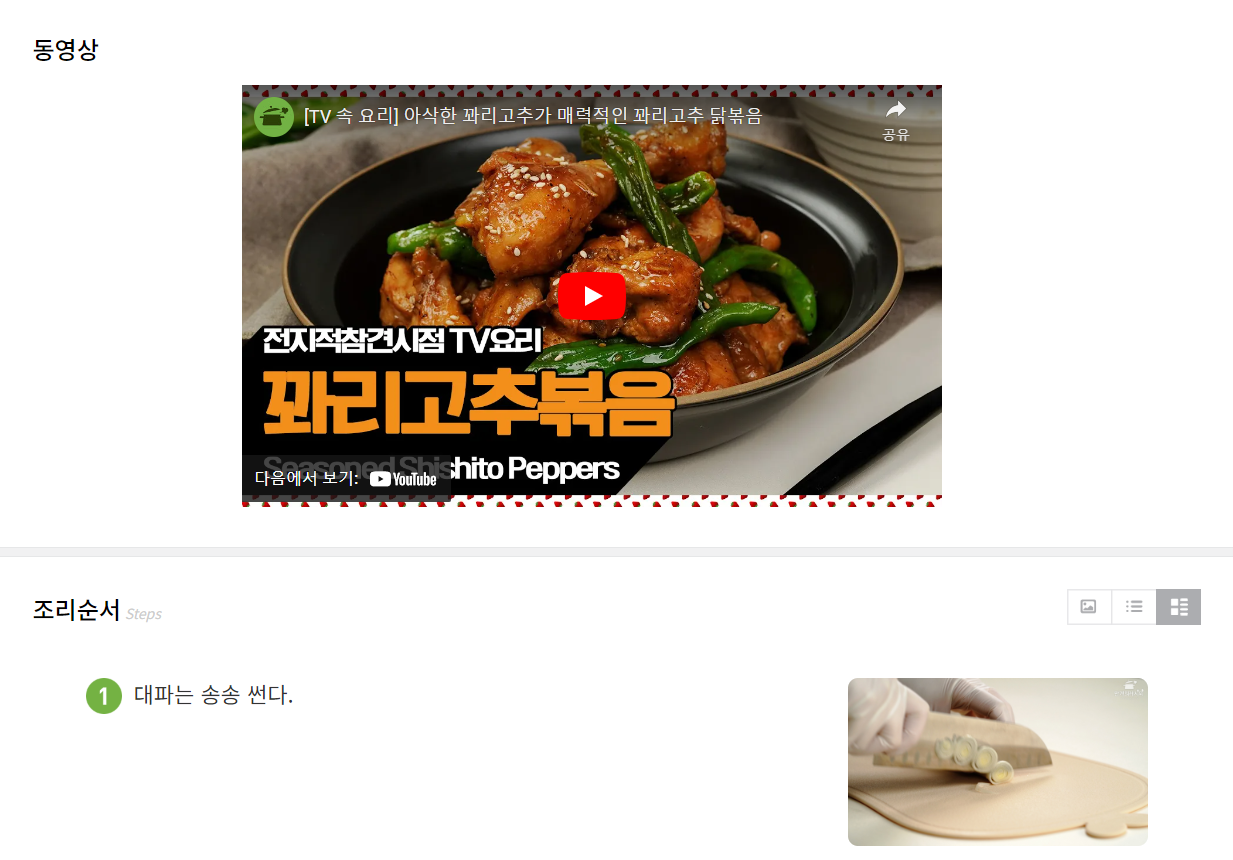 동영상
[TV 속 요리] 아삭한 꽈리고추가 매력적인 꽈리고추 닭볶음
공유
전지적참견시점 TV요리
꽈리고추볶음
Seasoned Shishito Peppers
다음에서 보기: YouTube
조리순서 Steps
1 대파는 송송 썬다.